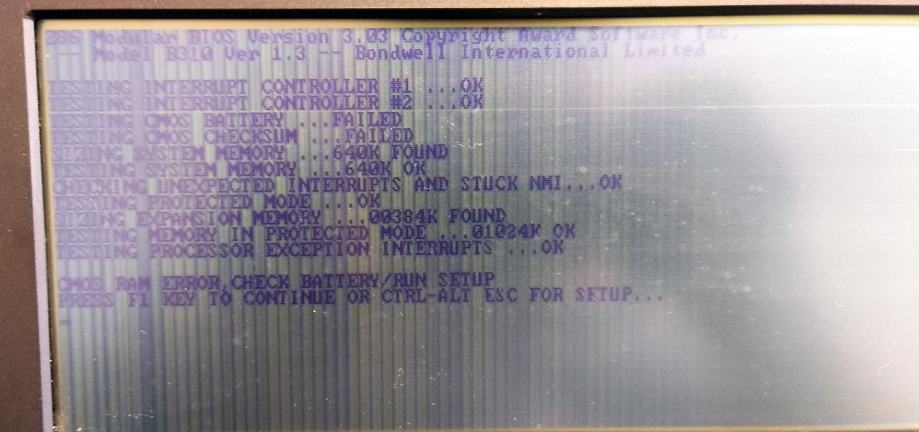 286 Modular BIOS Version 3.03 Copyright Award Software Inc.
-- Model B310 Ver 1.3 -- Bondwell International Limited
TESTING INTERRUPT CONTROLLER #1 ...OK
TESTING INTERRUPT CONTROLLER #2 ...OK
TESTING CMOS BATTERY ...FAILED
TESTING CMOS CHECKSUM ...FAILED
SIZING SYSTEM MEMORY ...640K FOUND
TESTING SYSTEM MEMORY ...640K OK
CHECKING UNEXPECTED INTERRUPTS AND STUCK NMI...OK
TESTING PROTECTED MODE ...OK
SIZING EXPANSION MEMORY ...00384K FOUND
TESTING MEMORY IN PROTECTED MODE ...01024K OK
TESTING PROCESSOR EXCEPTION INTERRUPTS ...OK
CMOS RAM ERROR,CHECK BATTERY/RUN SETUP
PRESS F1 KEY TO CONTINUE OR CTRL-ALT ESC FOR SETUP...